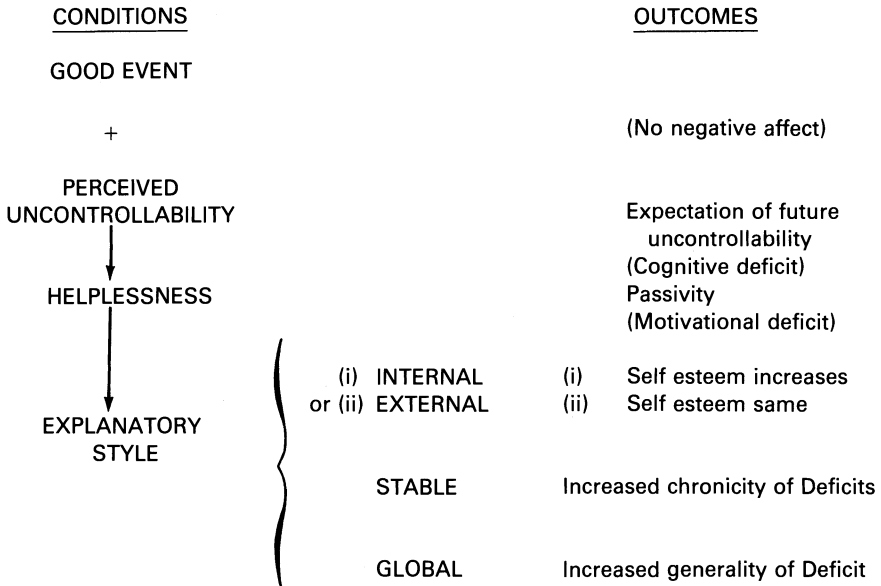 CONDITIONS OUTCOMES
GOOD EVENT
+ (No negative affect)
PERCEIVED
UNCONTROLLABILITY Expectation of future
uncontrollability
(Cognitive deficit)
HELPLESSNESS Passivity
(Motivational deficit)
(i) INTERNAL (i) Self esteem increases
or (ii) EXTERNAL (ii) Self esteem same
EXPLANATORY
STYLE
STABLE Increased chronicity of Deficits
GLOBAL Increased generality of Deficit